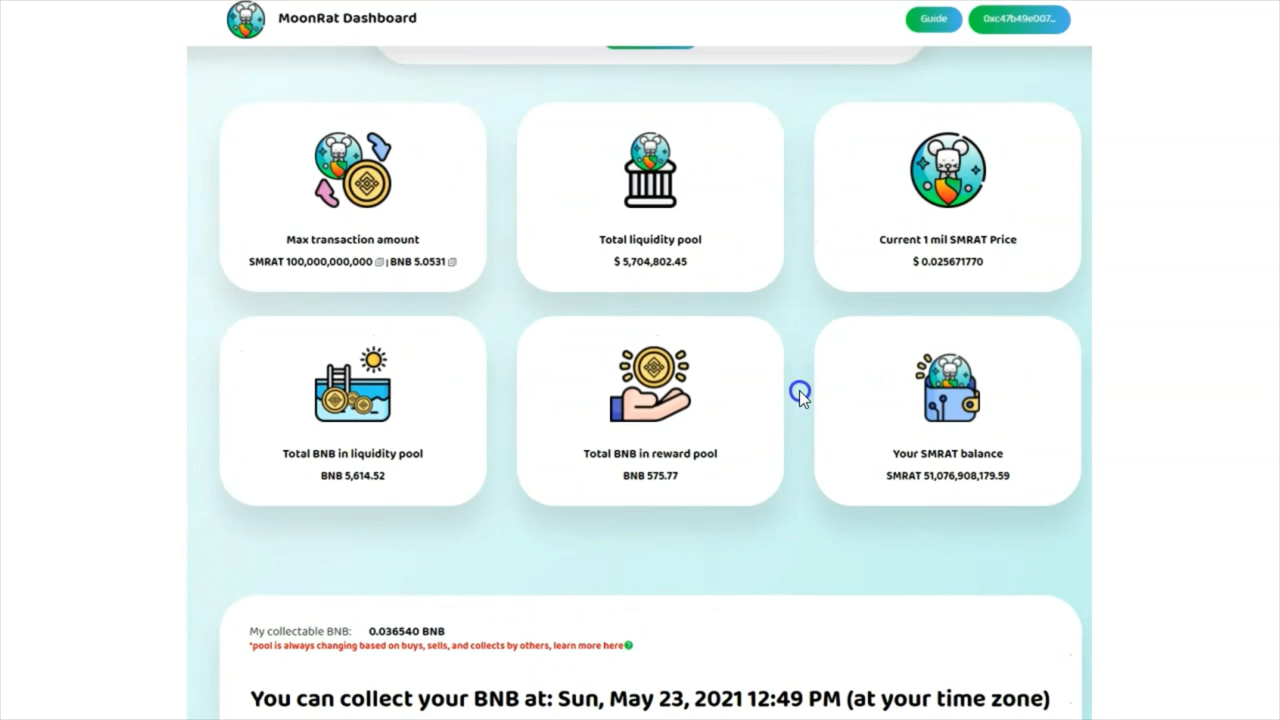 MoonRat Dashboard
Guide
0xc47b49e007...
Max transaction amount
SMRAT 100,000,000,000 | BNB 5.0531
Total liquidity pool
$ 5,704,802.45
Current 1 mil SMRAT Price
$ 0.025671770
Total BNB in liquidity pool
BNB 5,614.52
Total BNB in reward pool
BNB 575.77
Your SMRAT balance
SMRAT 51,076,908,179.59
My collectable BNB: 0.036540 BNB
*pool is always changing based on buys, sells, and collects by others, learn more here?
You can collect your BNB at: Sun, May 23, 2021 12:49 PM (at your time zone)